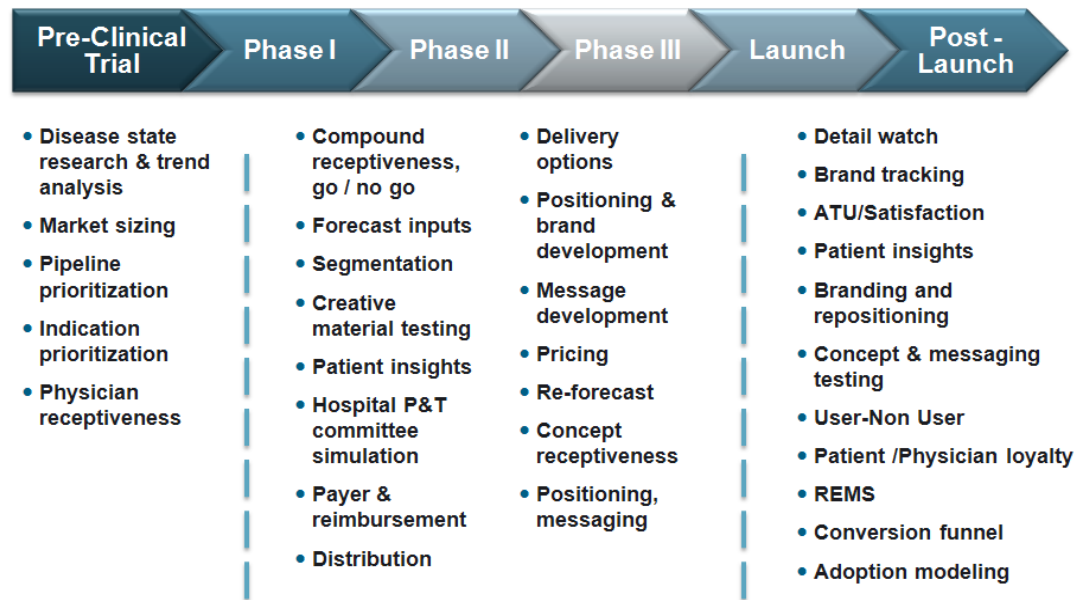 Pre-Clinical
Trial
Phase I
Phase II
Phase III
Launch
Post -
Launch
• Disease state
research & trend
analysis
• Market sizing
• Pipeline
prioritization
• Indication
prioritization
• Physician
receptiveness
• Compound
receptiveness,
go / no go
• Forecast inputs
• Segmentation
• Creative
material testing
• Patient insights
• Hospital P&T
committee
simulation
• Payer &
reimbursement
• Distribution
• Delivery
options
• Positioning &
brand
development
• Message
development
• Pricing
• Re-forecast
• Concept
receptiveness
• Positioning,
messaging
• Detail watch
• Brand tracking
• ATU/Satisfaction
• Patient insights
• Branding and
repositioning
• Concept & messaging
testing
• User-Non User
• Patient /Physician loyalty
• REMS
• Conversion funnel
• Adoption modeling